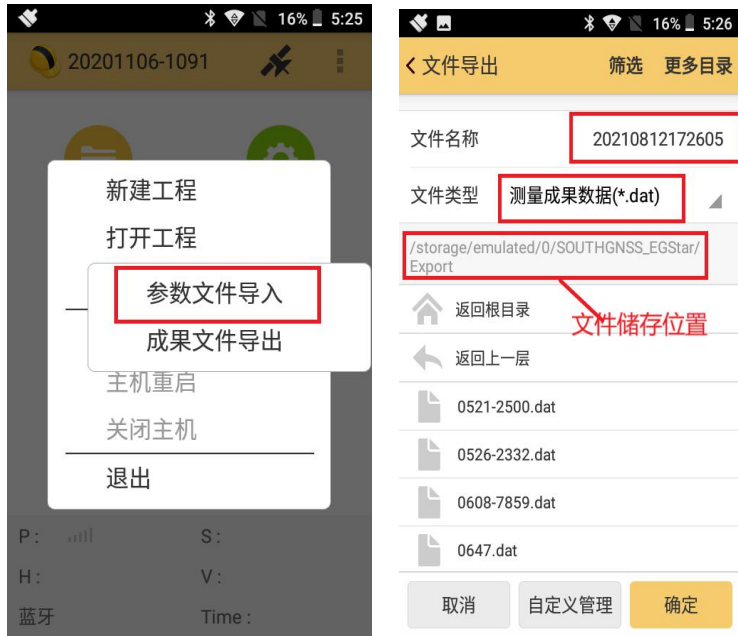 16% 5:25
20201106-1091
新建工程
打开工程
参数文件导入
成果文件导出
主机重启
关闭主机
退出
P: S:
H: V:
蓝牙 Time:
16% 5:26
文件导出 筛选 更多目录
文件名称 20210812172605
文件类型 测量成果数据(*.dat)
/storage/emulated/0/SOUTHGNSS_EGStar/
Export
返回根目录
文件储存位置
返回上一层
0521-2500.dat
0526-2332.dat
0608-7859.dat
0647.dat
取消 自定义管理 确定